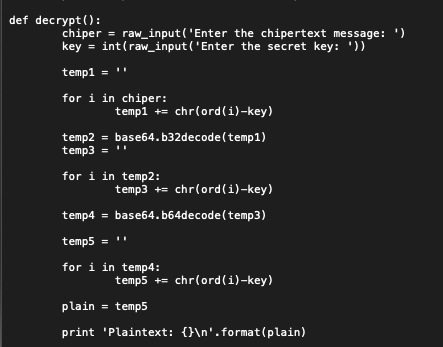 def decrypt():
        chiper = raw_input('Enter the chipertext message: ')
        key = int(raw_input('Enter the secret key: '))

        temp1 = ''

        for i in chiper:
                temp1 += chr(ord(i)-key)

        temp2 = base64.b32decode(temp1)
        temp3 = ''

        for i in temp2:
                temp3 += chr(ord(i)-key)

        temp4 = base64.b64decode(temp3)

        temp5 = ''

        for i in temp4:
                temp5 += chr(ord(i)-key)

        plain = temp5

        print 'Plaintext: {}\n'.format(plain)